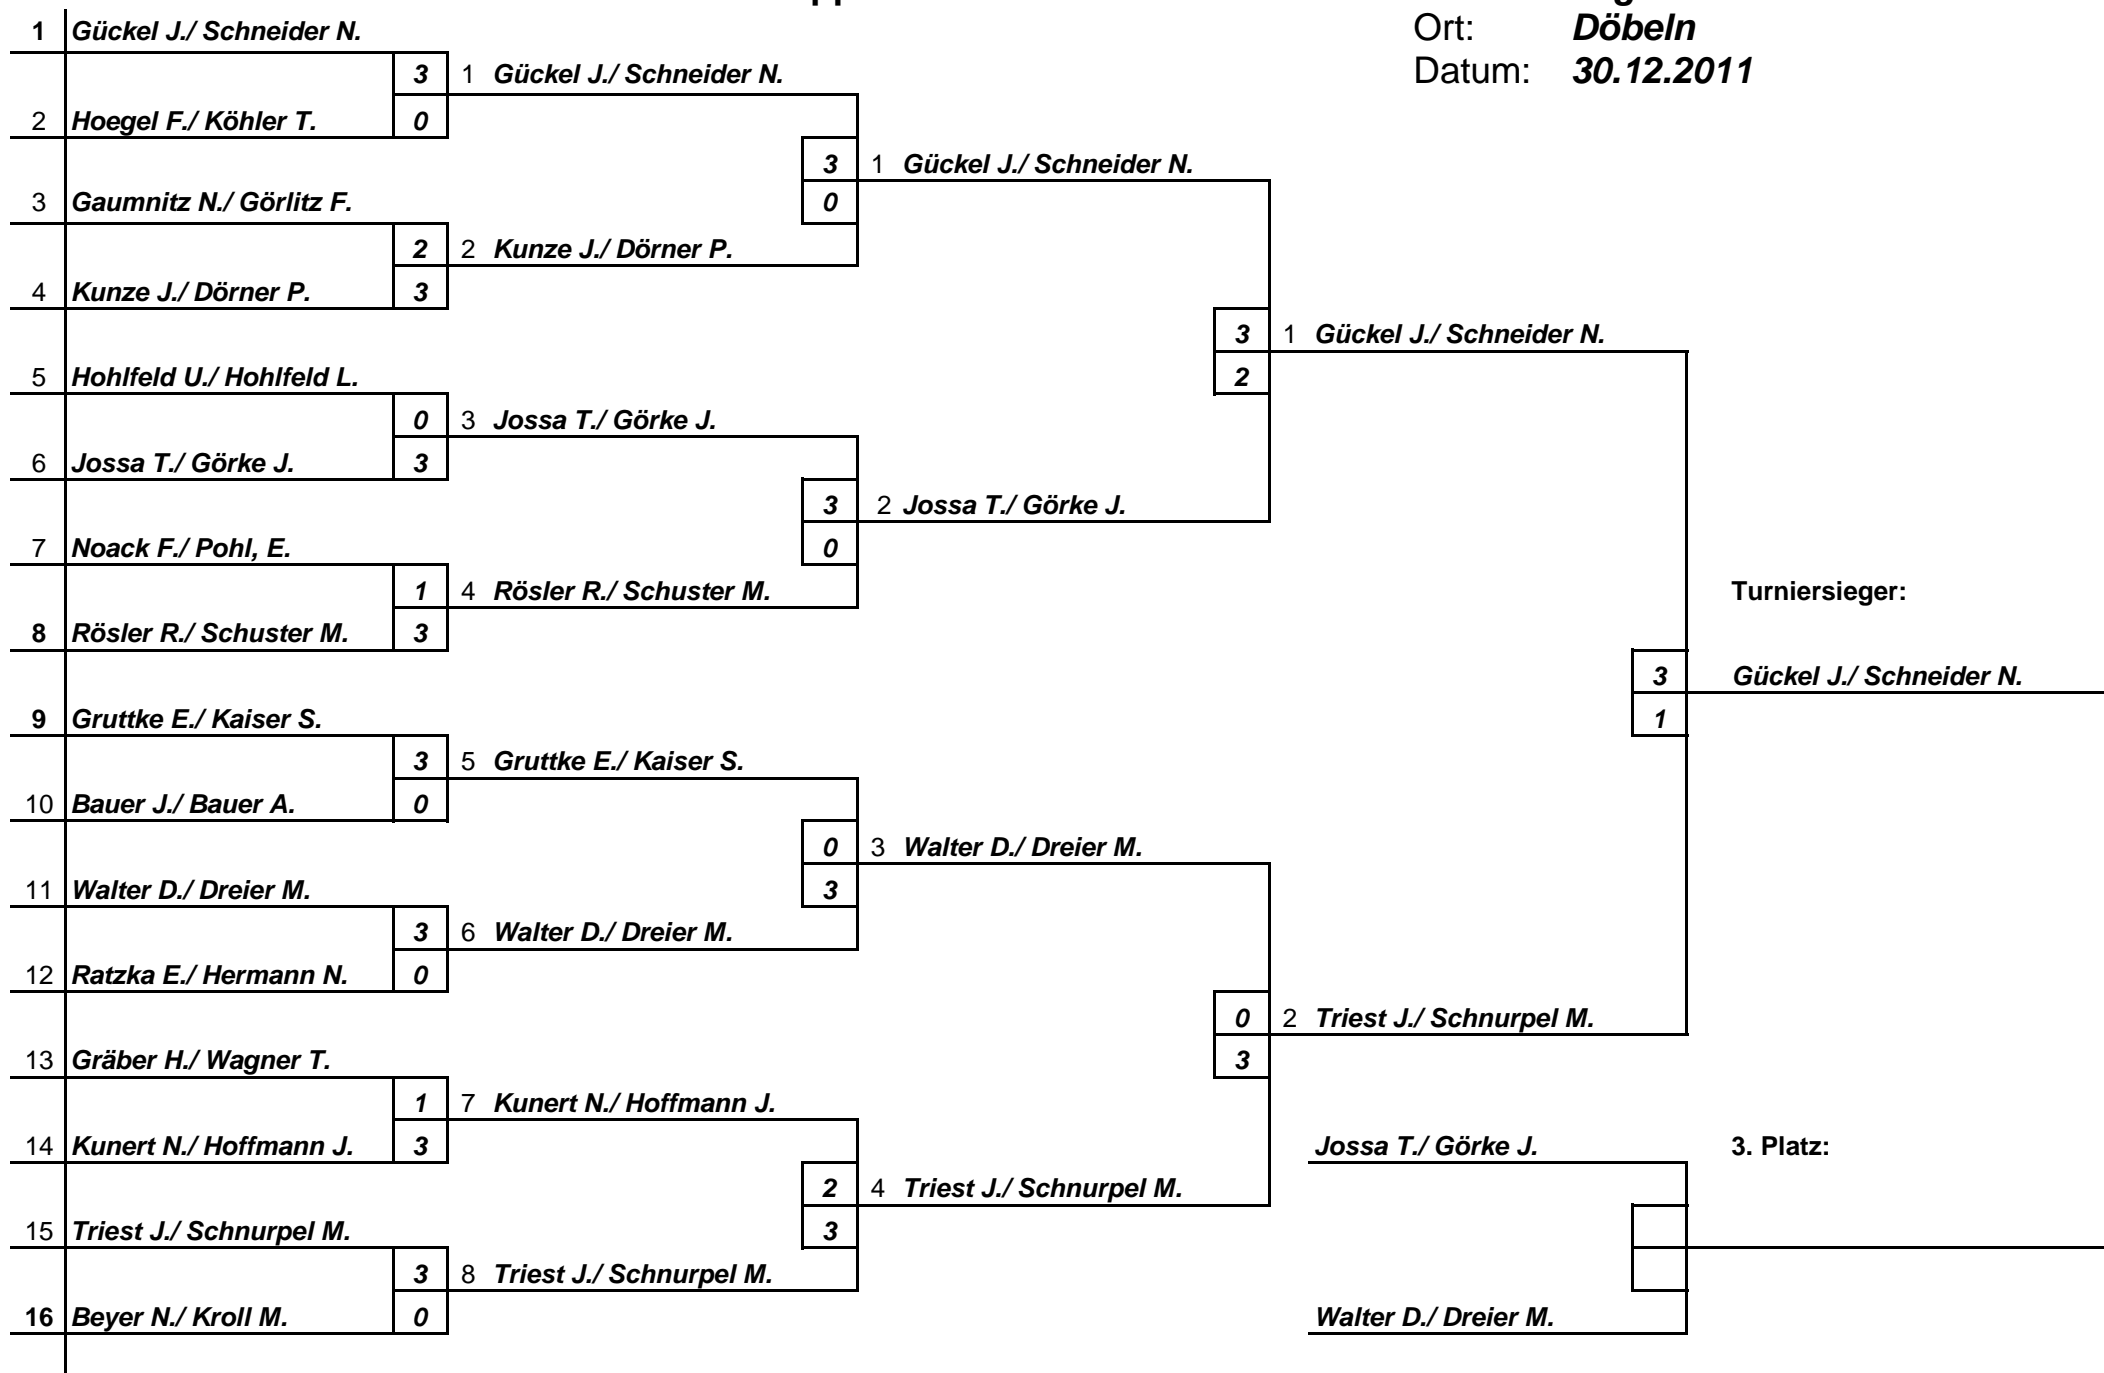 Ort: Döbeln
1 Gückel J./ Schneider N.
Datum: 30.12.2011
3 1 Gückel J./ Schneider N.
2 Hoegel F./ Köhler T. 0
3 1 Gückel J./ Schneider N.
3 Gaumnitz N./ Görlitz F. 0
2 2 Kunze J./ Dörner P.
4 Kunze J./ Dörner P. 3
3 1 Gückel J./ Schneider N.
5 Hohlfeld U./ Hohlfeld L. 2
0 3 Jossa T./ Görke J.
6 Jossa T./ Görke J. 3
3 2 Jossa T./ Görke J.
7 Noack F./ Pohl, E. 0
1 4 Rösler R./ Schuster M. Turniersieger:
8 Rösler R./ Schuster M. 3
3 Gückel J./ Schneider N.
9 Gruttke E./ Kaiser S. 1
3 5 Gruttke E./ Kaiser S.
10 Bauer J./ Bauer A. 0
0 3 Walter D./ Dreier M.
11 Walter D./ Dreier M. 3
3 6 Walter D./ Dreier M.
12 Ratzka E./ Hermann N. 0
0 2 Triest J./ Schnurpel M.
13 Gräber H./ Wagner T. 3
1 7 Kunert N./ Hoffmann J.
14 Kunert N./ Hoffmann J. 3 Jossa T./ Görke J. 3. Platz:
2 4 Triest J./ Schnurpel M.
15 Triest J./ Schnurpel M. 3
3 8 Triest J./ Schnurpel M.
16 Beyer N./ Kroll M. 0 Walter D./ Dreier M.